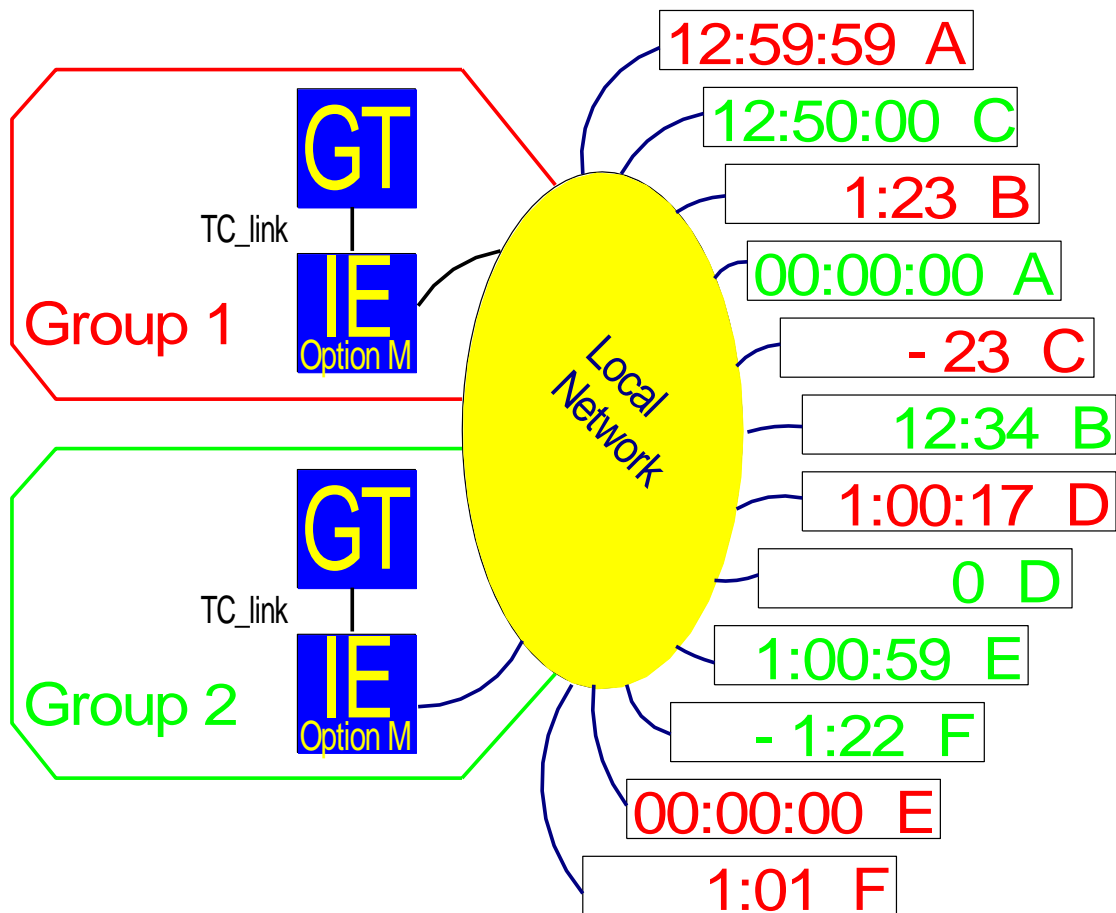 12:59:59 A
12:50:00 C
1:23 B
00:00:00 A
- 23 C
12:34 B
1:00:17 D
0 D
1:00:59 E
- 1:22 F
00:00:00 E
1:01 F
GT
TC_link
IE
Option M
Group 1
Local
Network
GT
TC_link
IE
Option M
Group 2